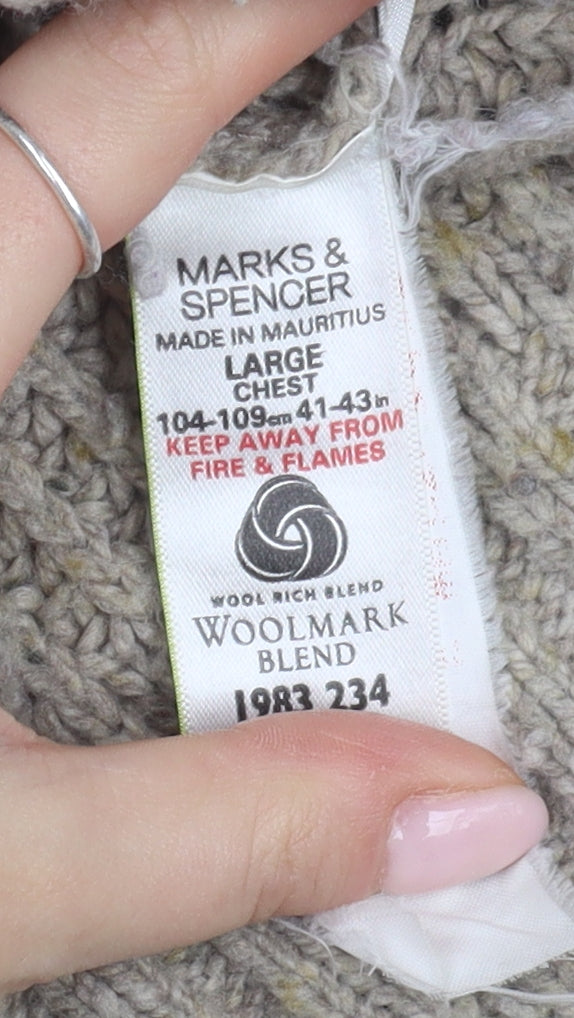 MARKS &
SPENCER
MADE IN MAURITIUS
LARGE
CHEST
104-109cm 41-43in
KEEP AWAY FROM
FIRE & FLAMES
WOOL RICH BLEND
WOOLMARK
BLEND
1983 234